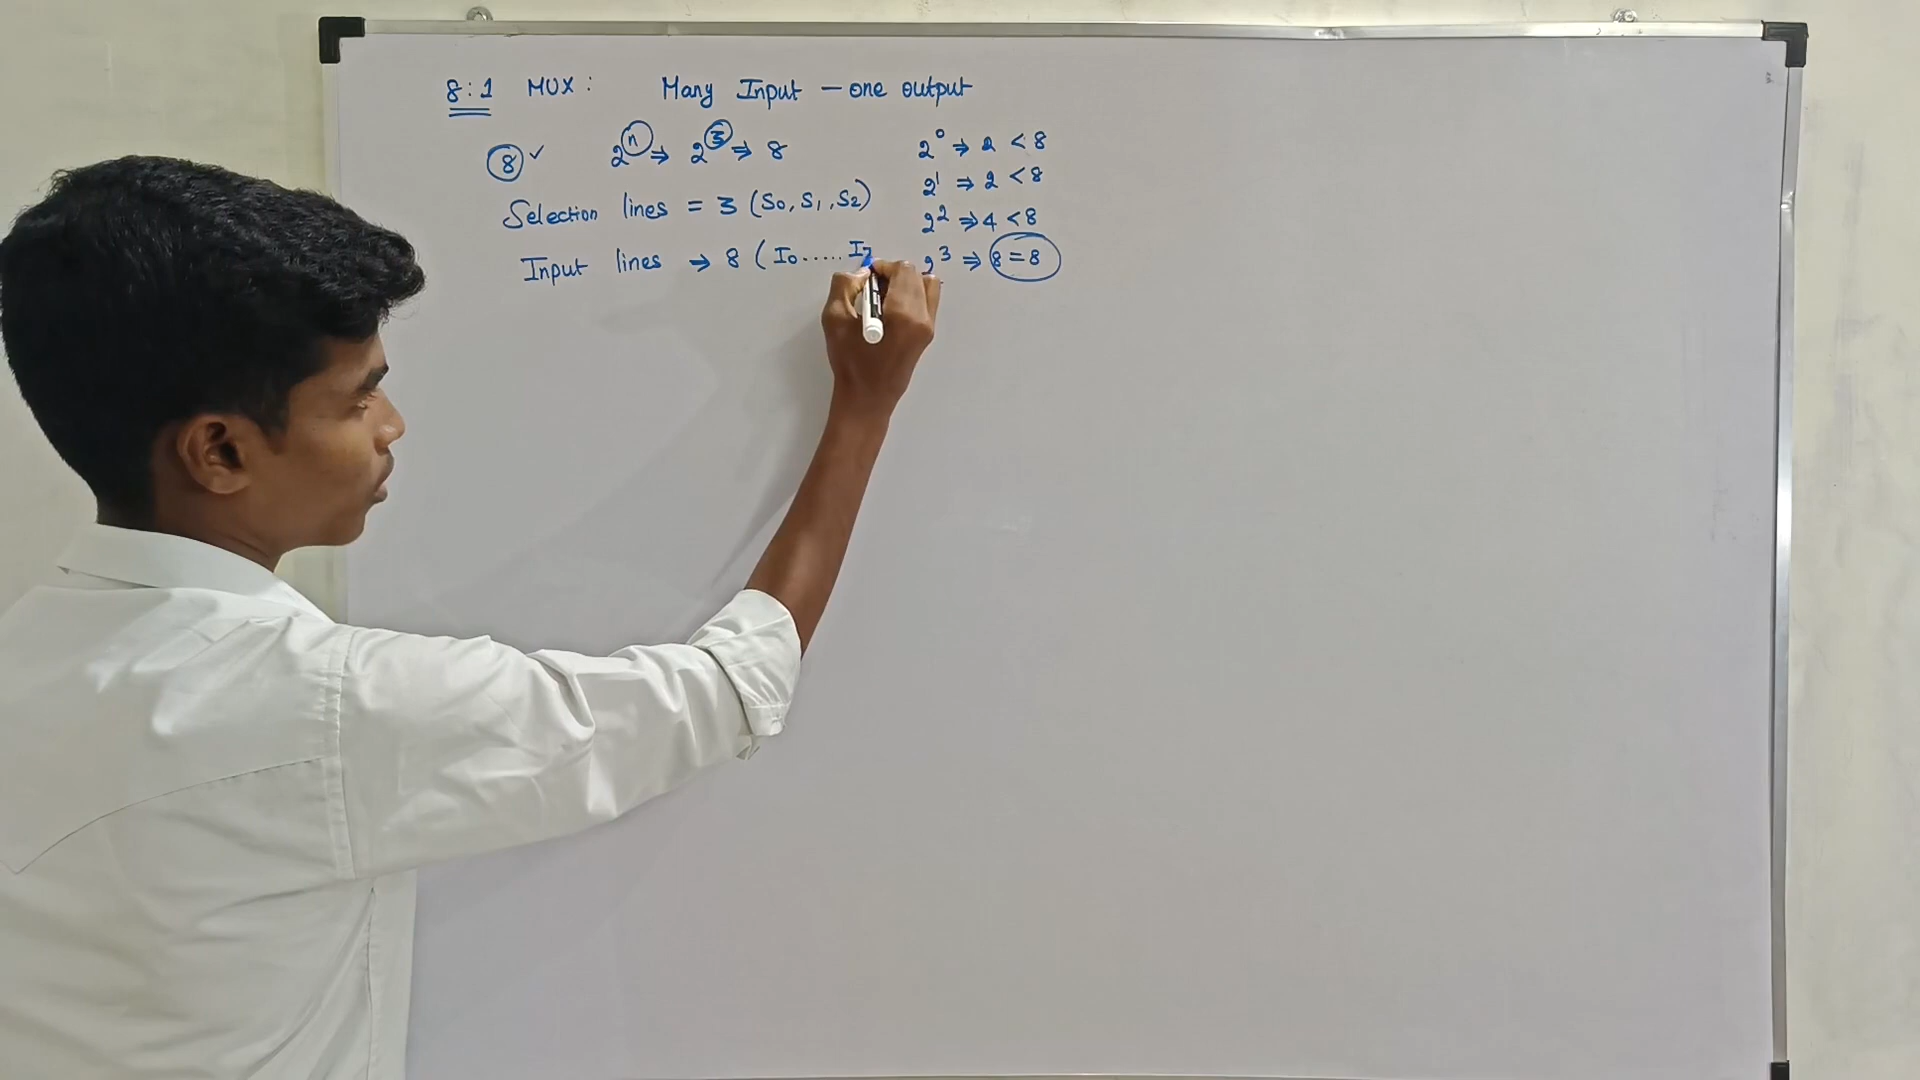 8:1 MUX: Many Input - one output
8 ✓ 2^n ⇒ 2^3 ⇒ 8
Selection lines = 3 (S0, S1, S2)
Input lines → 8 ( I0 ..... I7
2^0 ⇒ 2 < 8
2^1 ⇒ 2 < 8
2^2 ⇒ 4 < 8
2^3 ⇒ 8 = 8